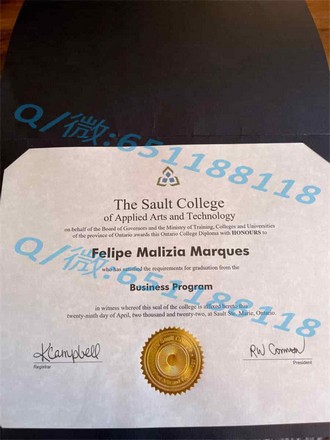 Q/微:651188118
The Sault College
of Applied Arts and Technology
on behalf of the Board of Governors and the Ministry of Training, Colleges and Universities
of the province of Ontario awards this Ontario College Diploma with HONOURS to
Q/微:651188118
Felipe Malizia Marques
who has satisfied the requirements for graduation from the
Business Program
in witness whereof this seal of the college is affixed hereto this
twenty-ninth day of April, two thousand and twenty-two, at Sault Ste. Marie, Ontario.
KCampbell
Registrar
President